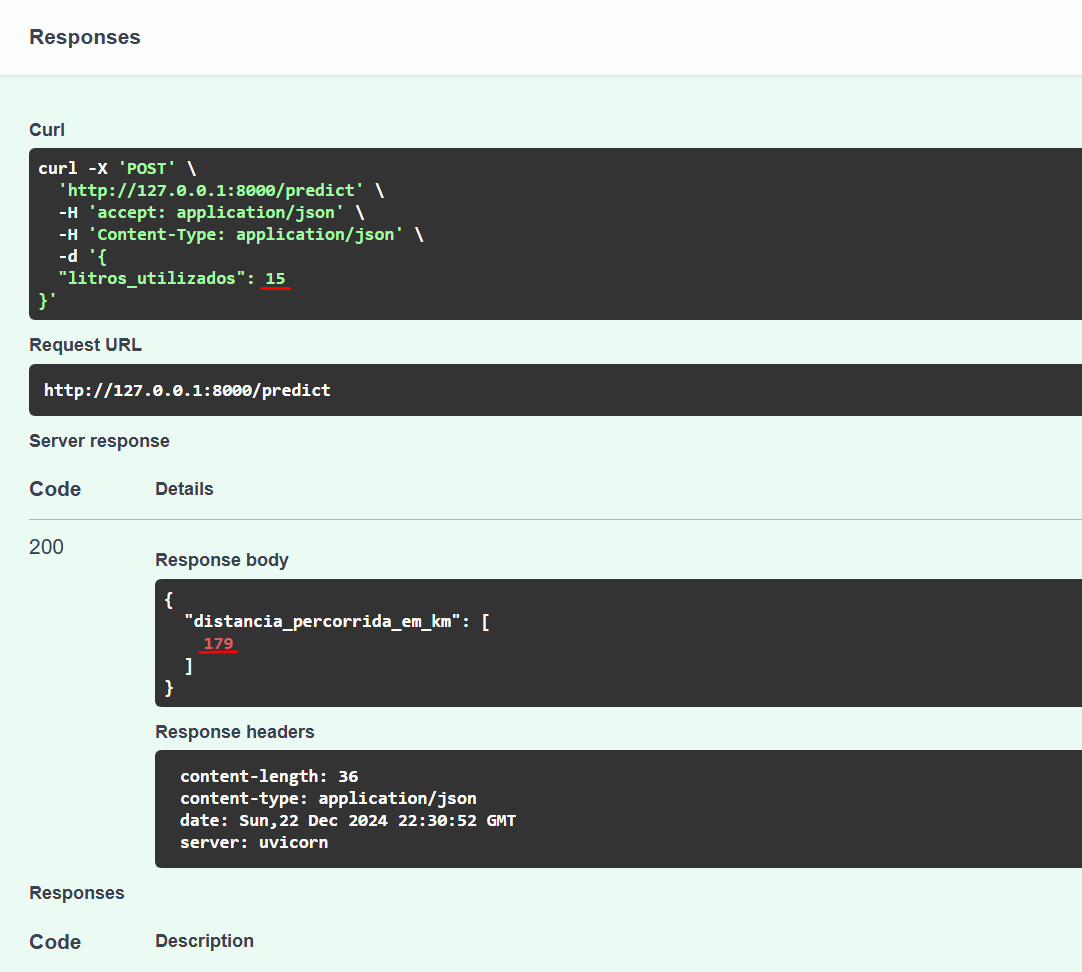 Responses
Curl
curl -X 'POST' \
  'http://127.0.0.1:8000/predict' \
  -H 'accept: application/json' \
  -H 'Content-Type: application/json' \
  -d '{
  "litros_utilizados": 15
}'
Request URL
http://127.0.0.1:8000/predict
Server response
Code Details
200
Response body
{
  "distancia_percorrida_em_km": [
    179
  ]
}
Response headers
content-length: 36
content-type: application/json
date: Sun,22 Dec 2024 22:30:52 GMT
server: uvicorn
Responses
Code Description